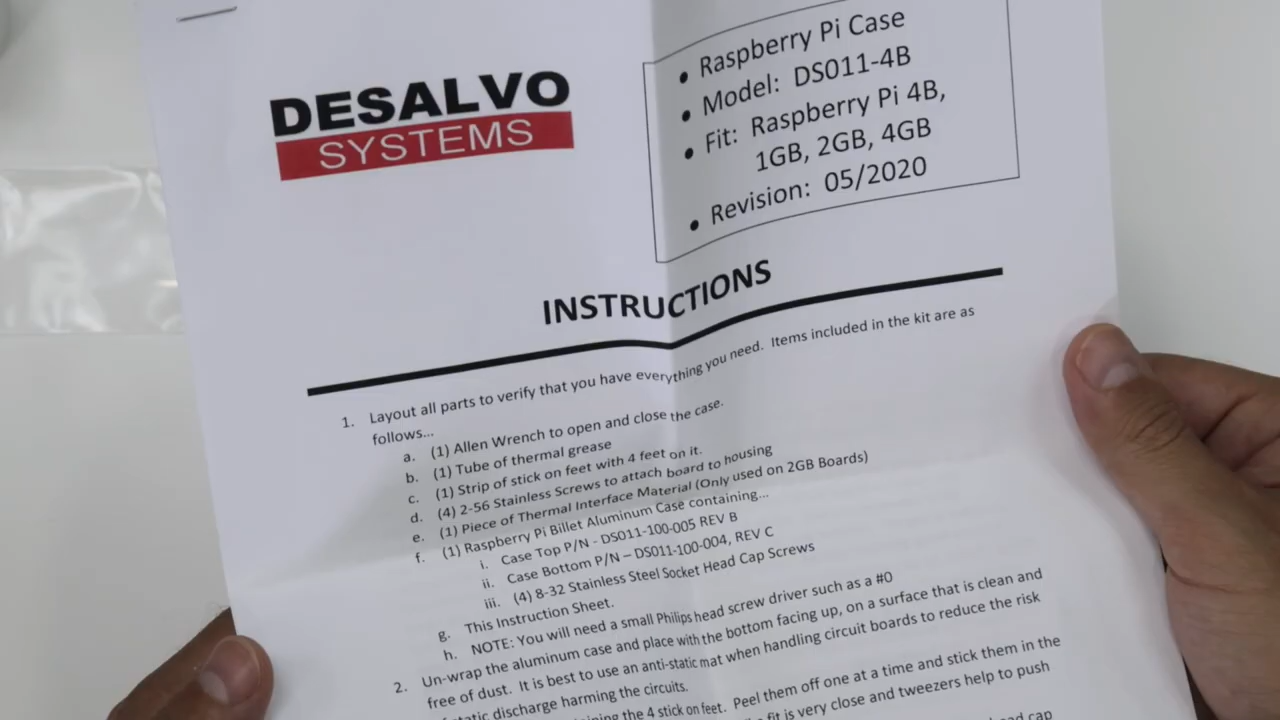 DESALVO
SYSTEMS
• Raspberry Pi Case
• Model: DS011-4B
• Fit: Raspberry Pi 4B,
1GB, 2GB, 4GB
• Revision: 05/2020
INSTRUCTIONS
1. Layout all parts to verify that you have everything you need. Items included in the kit are as
follows...
a. (1) Allen Wrench to open and close the case.
b. (1) Tube of thermal grease
c. (1) Strip of stick on feet with 4 feet on it.
d. (4) 2-56 Stainless Screws to attach board to housing
e. (1) Piece of Thermal Interface Material (Only used on 2GB Boards)
f. (1) Raspberry Pi Billet Aluminum Case containing...
i. Case Top P/N - DS011-100-005 REV B
ii. Case Bottom P/N – DS011-100-004, REV C
iii. (4) 8-32 Stainless Steel Socket Head Cap Screws
g. This Instruction Sheet.
h. NOTE: You will need a small Philips head screw driver such as a #0
2. Un-wrap the aluminum case and place with the bottom facing up, on a surface that is clean and
free of dust. It is best to use an anti-static mat when handling circuit boards to reduce the risk
static discharge harming the circuits.
the 4 stick on feet. Peel them off one at a time and stick them in the
fit is very close and tweezers help to push
cap